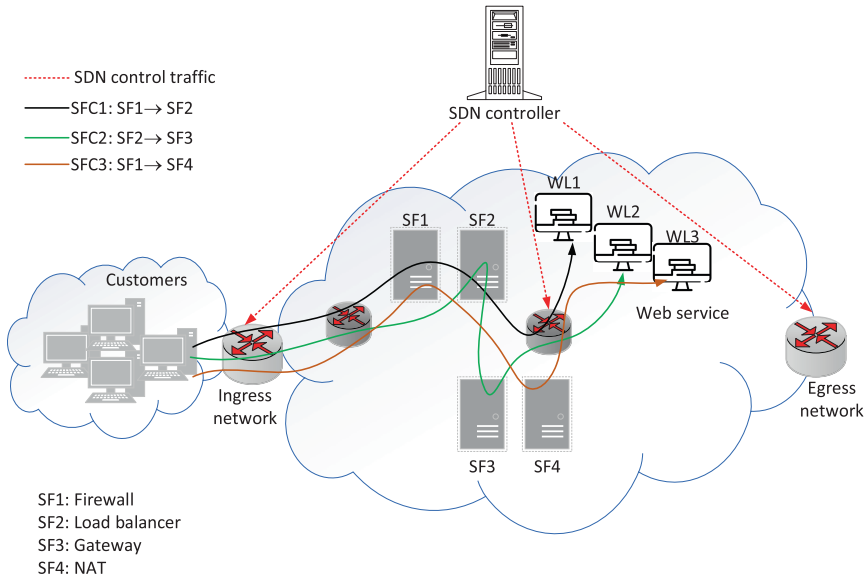 SDN control traffic
SFC1: SF1→ SF2
SFC2: SF2→ SF3
SFC3: SF1→ SF4
SDN controller
WL1
WL2
WL3
SF1
SF2
Customers
Web service
Ingress
network
Egress
network
SF3
SF4
SF1: Firewall
SF2: Load balancer
SF3: Gateway
SF4: NAT